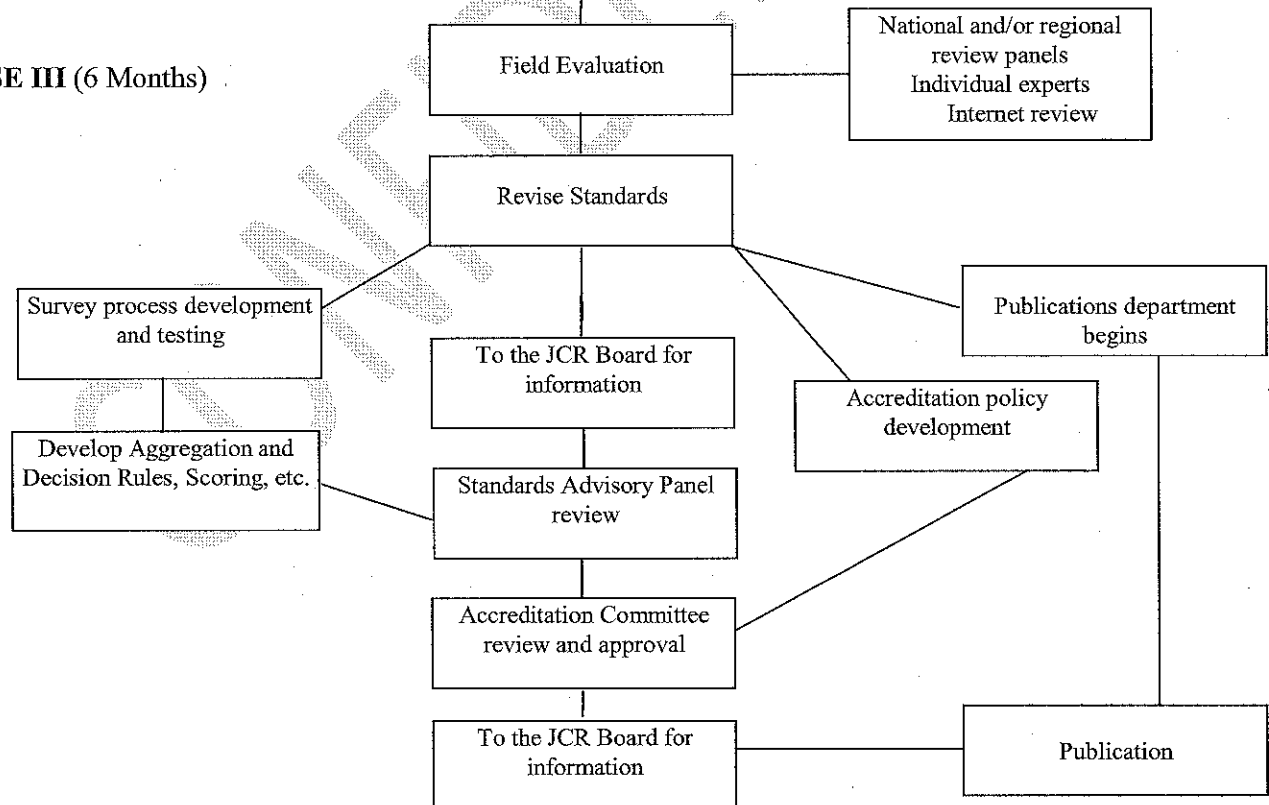 National and/or regional
review panels
Individual experts
Internet review
Field Evaluation
SE III (6 Months)
Revise Standards
Survey process development
and testing
Publications department
begins
To the JCR Board for
information
Accreditation policy
development
Develop Aggregation and
Decision Rules, Scoring, etc.
Standards Advisory Panel
review
Accreditation Committee
review and approval
To the JCR Board for
information
Publication